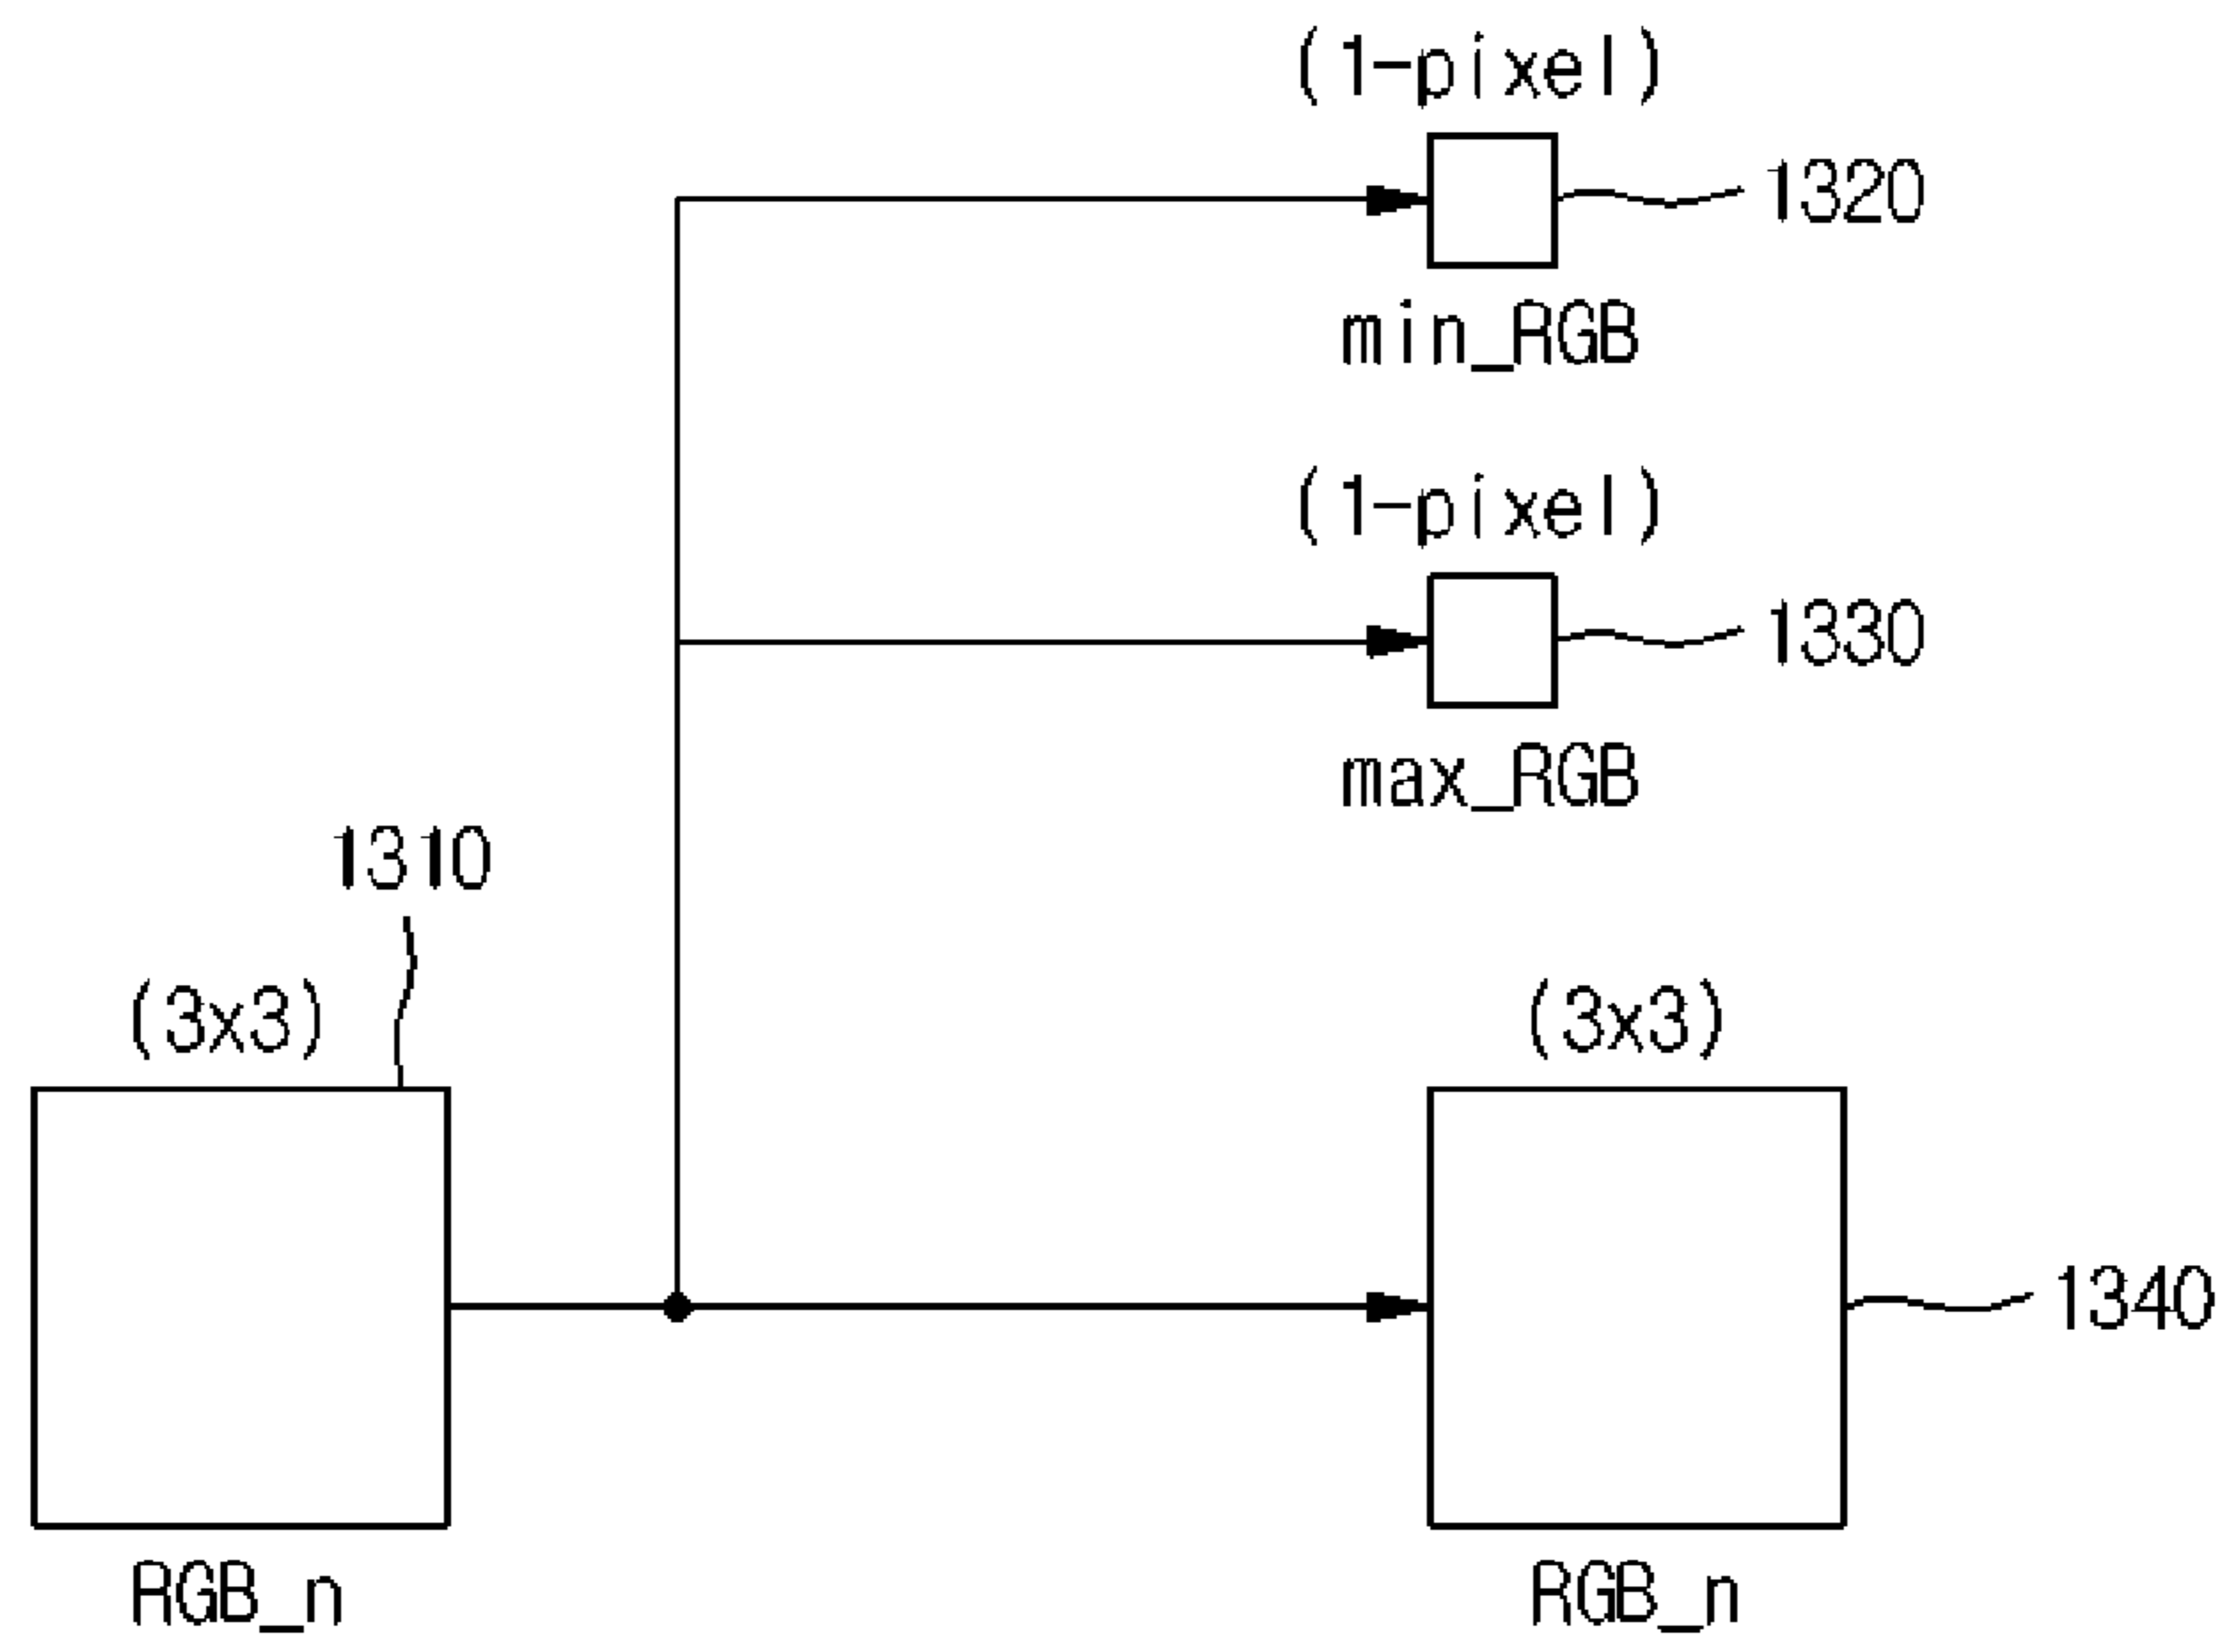 (1-pixel)
1320
min_RGB
(1-pixel)
1330
max_RGB
1310
(3x3)
(3x3)
1340
RGB_n
RGB_n